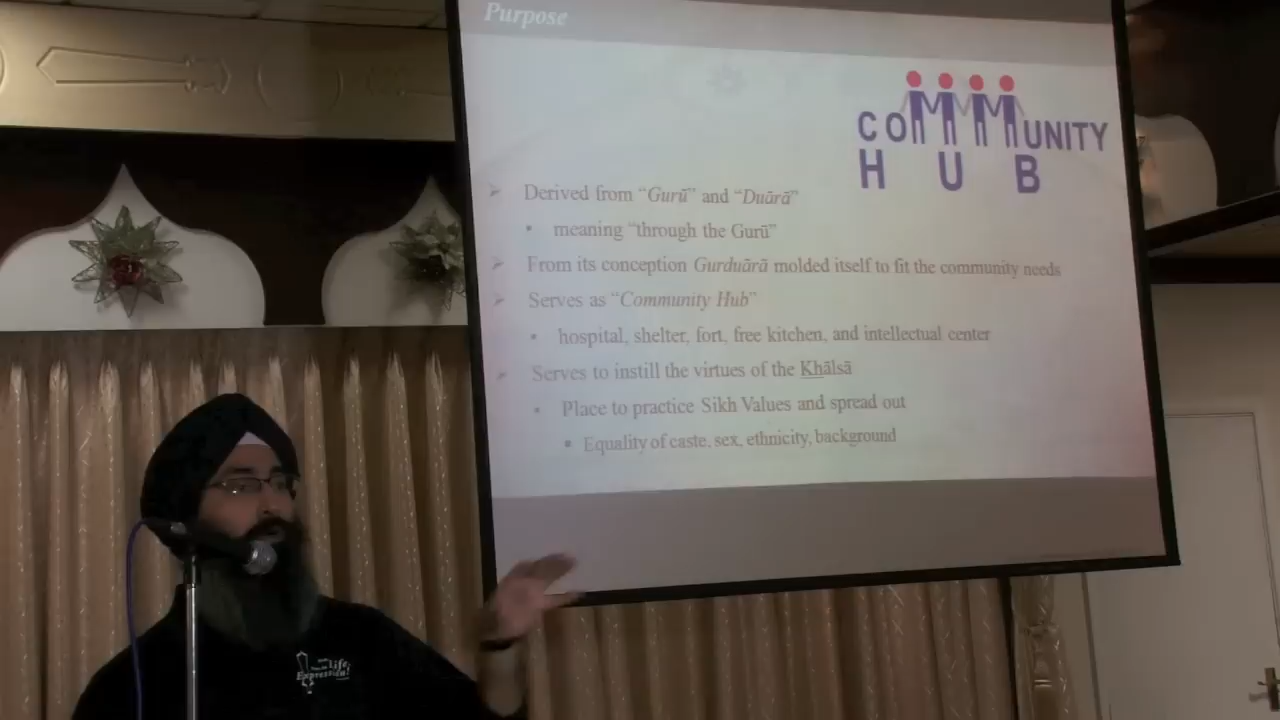 Purpose
COMMUNITY
HUB
Derived from "Gurū" and "Duārā"
meaning "through the Gurū"
From its conception Gurduārā molded itself to fit the community needs
Serves as "Community Hub"
hospital, shelter, fort, free kitchen, and intellectual center
Serves to instill the virtues of the Khālsā
Place to practice Sikh Values and spread out
Equality of caste, sex, ethnicity, background
Life,
Expression!